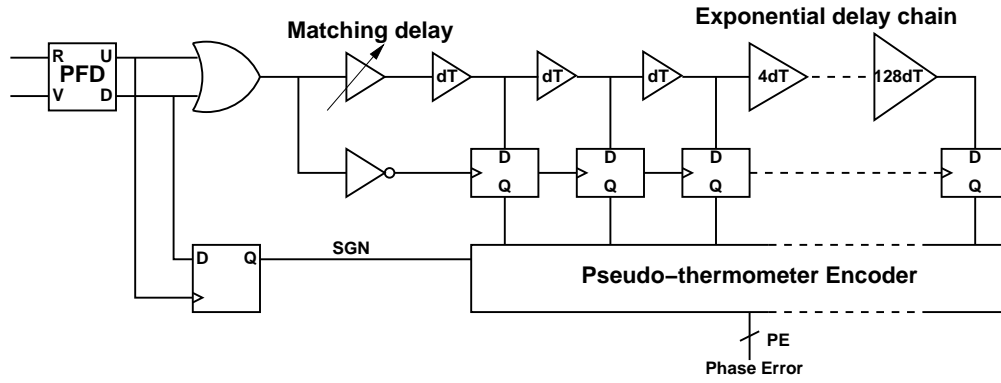 Exponential delay chain
Matching delay
R U
PFD
V D
dT dT dT 4dT 128dT
D D D D
Q Q Q Q
D Q
SGN
Pseudo-thermometer Encoder
PE
Phase Error